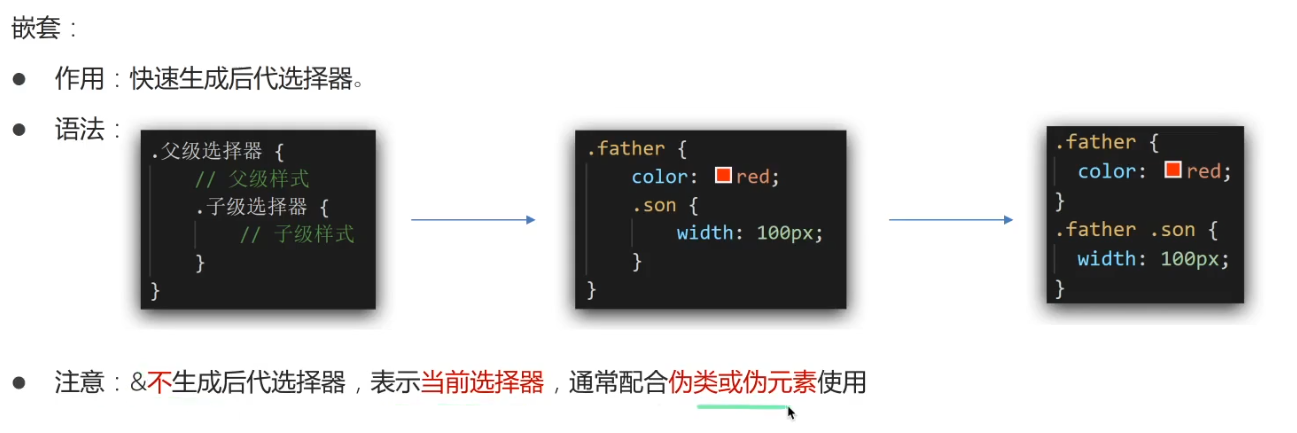 嵌套：
● 作用：快速生成后代选择器。
● 语法：
.父级选择器 {
// 父级样式
.子级选择器 {
// 子级样式
}
}
.father {
color: red;
.son {
width: 100px;
}
}
.father {
color: red;
}
.father .son {
width: 100px;
}
● 注意：&不生成后代选择器，表示当前选择器，通常配合伪类或伪元素使用